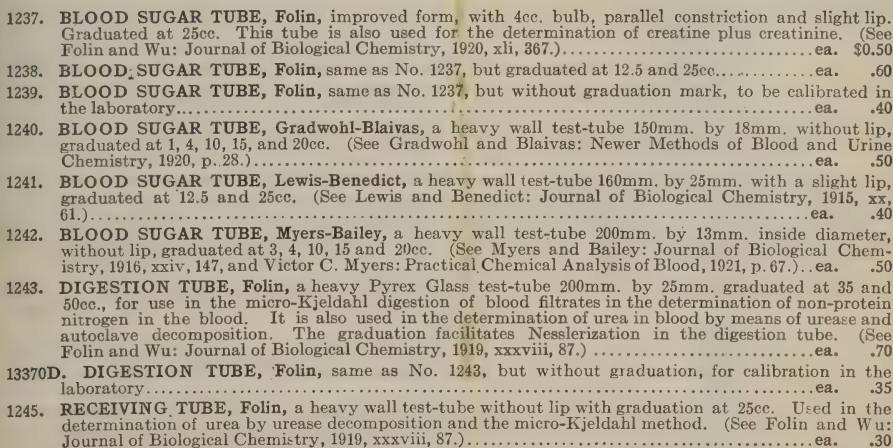 1237. BLOOD SUGAR TUBE, Folin, improved form, with 4cc. bulb, parallel constriction and slight lip.
Graduated at 25cc. This tube is also used for the determination of creatine plus creatinine. (See
Folin and Wu: Journal of Biological Chemistry, 1920, xli, 367.)......ea. $0.50
1238. BLOOD SUGAR TUBE, Folin, same as No. 1237, but graduated at 12.5 and 25cc......ea. .60
1239. BLOOD SUGAR TUBE, Folin, same as No. 1237, but without graduation mark, to be calibrated in
the laboratory......ea. .40
1240. BLOOD SUGAR TUBE, Gradwohl-Blaivas, a heavy wall test-tube 150mm. by 18mm. without lip,
graduated at 1, 4, 10, 15, and 20cc. (See Gradwohl and Blaivas: Newer Methods of Blood and Urine
Chemistry, 1920, p. 28.)......ea. .50
1241. BLOOD SUGAR TUBE, Lewis-Benedict, a heavy wall test-tube 160mm. by 25mm. with a slight lip,
graduated at 12.5 and 25cc. (See Lewis and Benedict: Journal of Biological Chemistry, 1915, xx,
61.)......ea. .40
1242. BLOOD SUGAR TUBE, Myers-Bailey, a heavy wall test-tube 200mm. by 13mm. inside diameter,
without lip, graduated at 3, 4, 10, 15 and 20cc. (See Myers and Bailey: Journal of Biological Chem-
istry, 1916, xxiv, 147, and Victor C. Myers: Practical Chemical Analysis of Blood, 1921, p. 67.)..ea. .50
1243. DIGESTION TUBE, Folin, a heavy Pyrex Glass test-tube 200mm. by 25mm. graduated at 35 and
50cc., for use in the micro-Kjeldahl digestion of blood filtrates in the determination of non-protein
nitrogen in the blood. It is also used in the determination of urea in blood by means of urease and
autoclave decomposition. The graduation facilitates Nesslerization in the digestion tube. (See
Folin and Wu: Journal of Biological Chemistry, 1919, xxxviii, 87.)......ea. .70
13370D. DIGESTION TUBE, Folin, same as No. 1243, but without graduation, for calibration in the
laboratory......ea. .35
1245. RECEIVING TUBE, Folin, a heavy wall test-tube without lip with graduation at 25cc. Used in the
determination of urea by urease decomposition and the micro-Kjeldahl method. (See Folin and Wu:
Journal of Biological Chemistry, 1919, xxxviii, 87.)......ea. .30